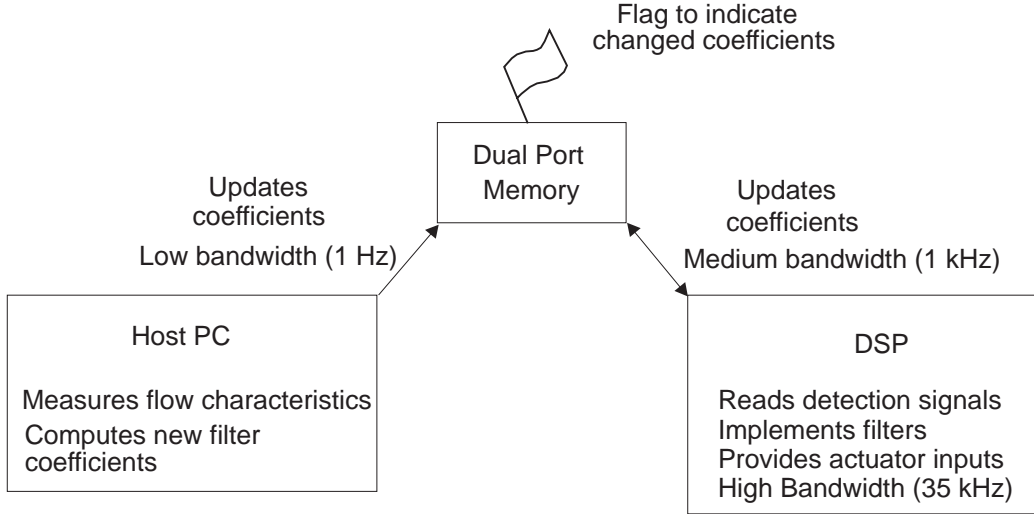 Flag to indicate
changed coefficients
Dual Port
Memory
Updates
coefficients
Low bandwidth (1 Hz)
Updates
coefficients
Medium bandwidth (1 kHz)
Host PC
Measures flow characteristics
Computes new filter
coefficients
DSP
Reads detection signals
Implements filters
Provides actuator inputs
High Bandwidth (35 kHz)